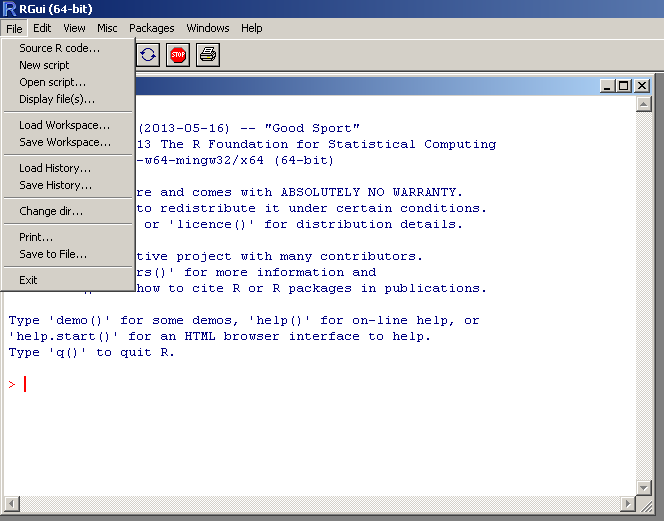 RGui (64-bit)
File Edit View Misc Packages Windows Help
Source R code...
New script
Open script...
Display file(s)...
Load Workspace...
Save Workspace...
Load History...
Save History...
Change dir...
Print...
Save to File...
Exit
STOP
(2013-05-16) -- "Good Sport"
13 The R Foundation for Statistical Computing
-w64-mingw32/x64 (64-bit)
re and comes with ABSOLUTELY NO WARRANTY.
to redistribute it under certain conditions.
or 'licence()' for distribution details.
tive project with many contributors.
rs()' for more information and
how to cite R or R packages in publications.
Type 'demo()' for some demos, 'help()' for on-line help, or
'help.start()' for an HTML browser interface to help.
Type 'q()' to quit R.
>